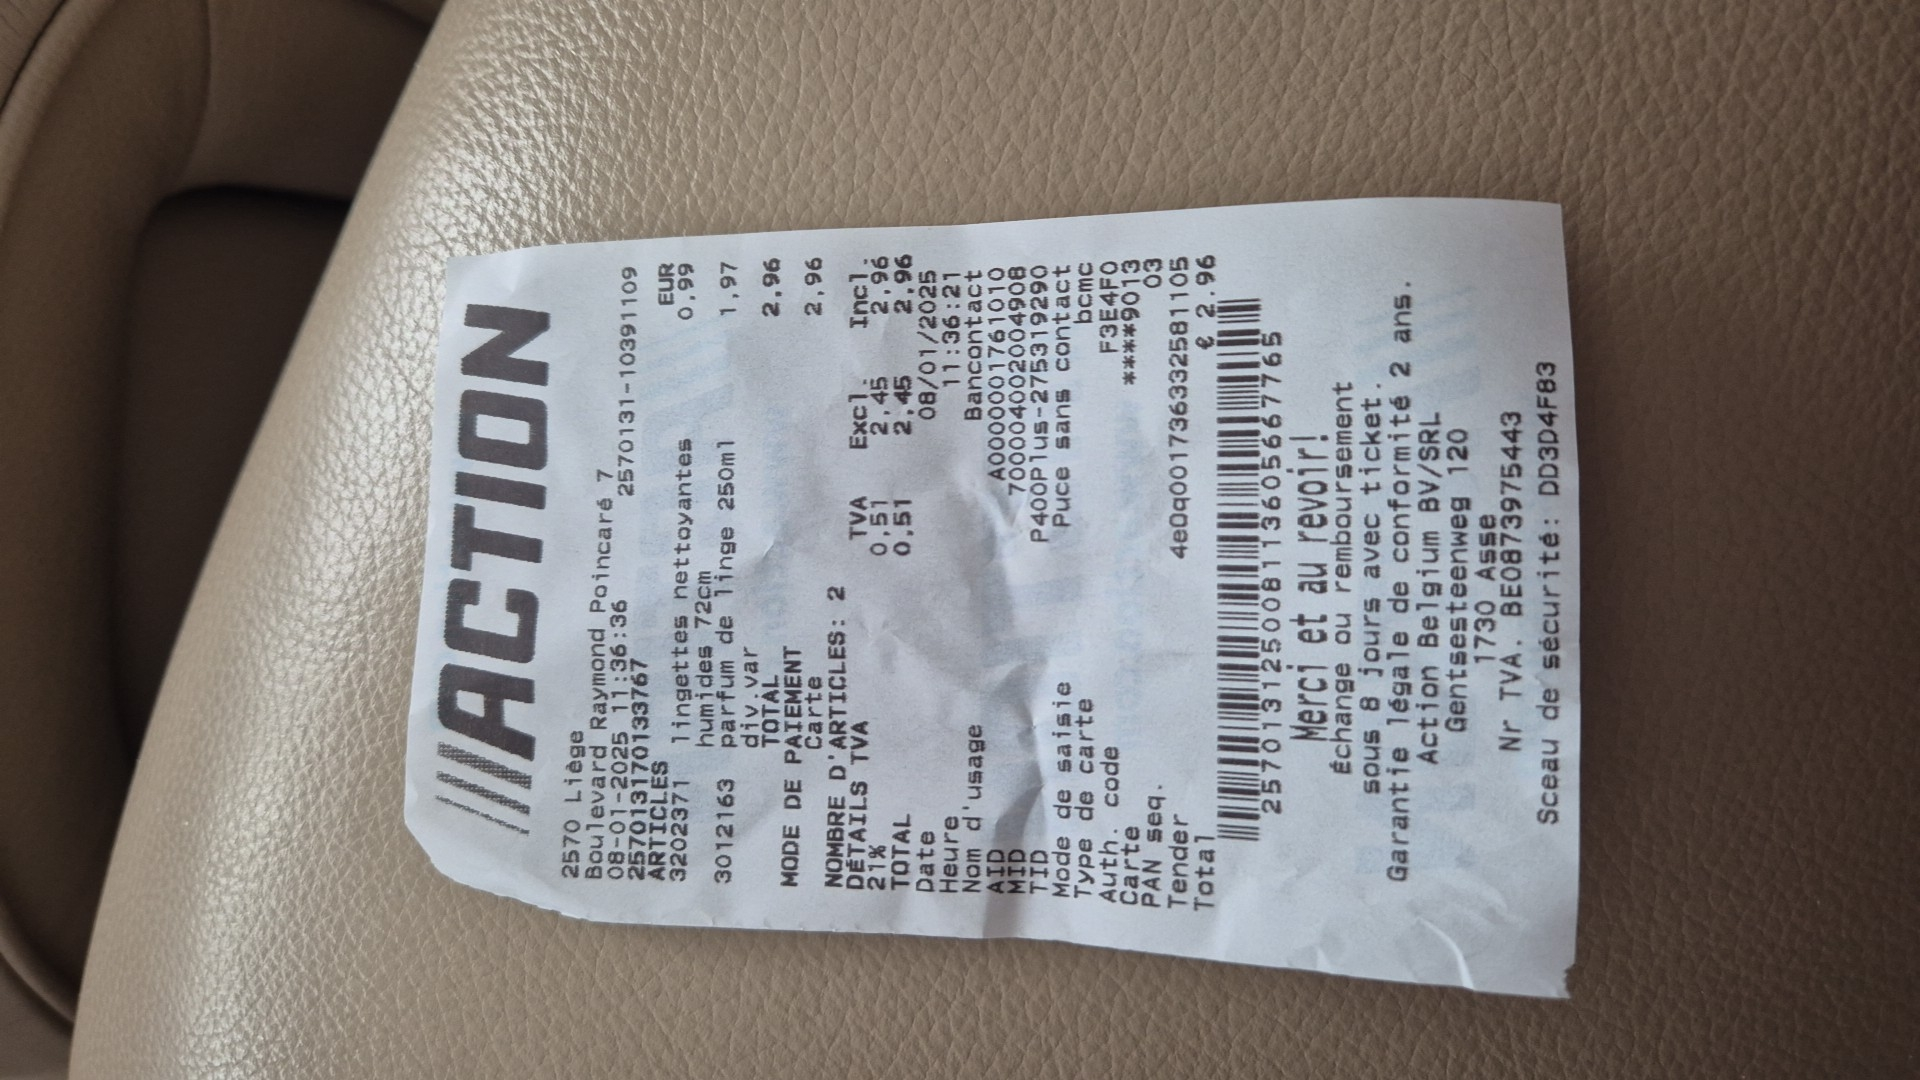 ACTION
2570 Liège
Boulevard Raymond Poincaré 7
08-01-2025 11:36:36 2570131-10391109
2570131170133767
ARTICLES EUR
3202371 lingettes nettoyantes 0,99
humides 72cm
3012163 parfum de linge 250ml 1,97
div.var
TOTAL 2,96
MODE DE PAIEMENT
Carte 2,96
NOMBRE D'ARTICLES: 2
DÉTAILS TVA TVA Excl. Incl.
21% 0,51 2,45 2,96
TOTAL 0,51 2,45 2,96
Date 08/01/2025
Heure 11:36:21
Nom d'usage Bancontact
AID A0000001761010
MID 700004002004908
TID P400Plus-275319290
Mode de saisie Puce sans contact
Type de carte bcmc
Auth. code F3E4F0
Carte ****9013
PAN seq. 03
Tender 4e0q001736332581105
Total € 2.96
2570131250081136056667765
Merci et au revoir!
Échange ou remboursement
sous 8 jours avec ticket.
Garantie légale de conformité 2 ans.
Action Belgium BV/SRL
Gentsesteenweg 120
1730 Asse
Nr TVA. BE0873975443
Sceau de sécurité: DD3D4F83